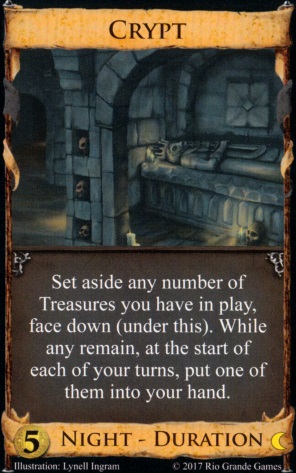 CRYPT
Set aside any number of
Treasures you have in play,
face down (under this). While
any remain, at the start of
each of your turns, put one of
them into your hand.
5 NIGHT - DURATION
Illustration: Lynell Ingram © 2017 Rio Grande Games